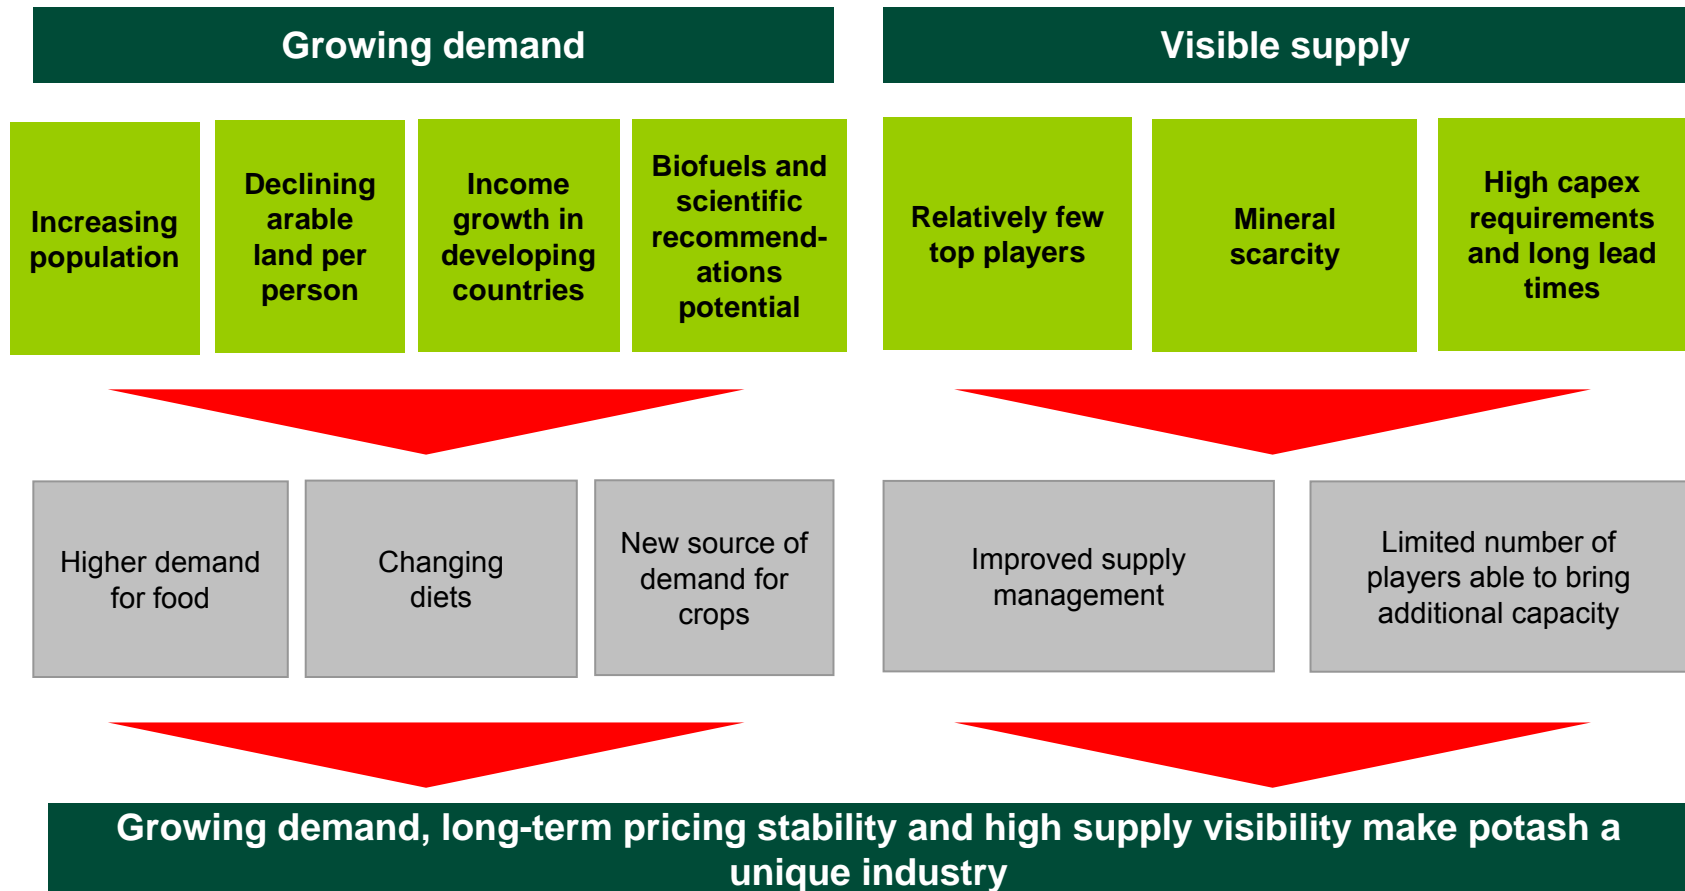 Growing demand
Visible supply
Increasing
population
Declining
arable
land per
person
Income
growth in
developing
countries
Biofuels and
scientific
recommend-
ations
potential
Relatively few
top players
Mineral
scarcity
High capex
requirements
and long lead
times
Higher demand
for food
Changing
diets
New source of
demand for
crops
Improved supply
management
Limited number of
players able to bring
additional capacity
Growing demand, long-term pricing stability and high supply visibility make potash a
unique industry